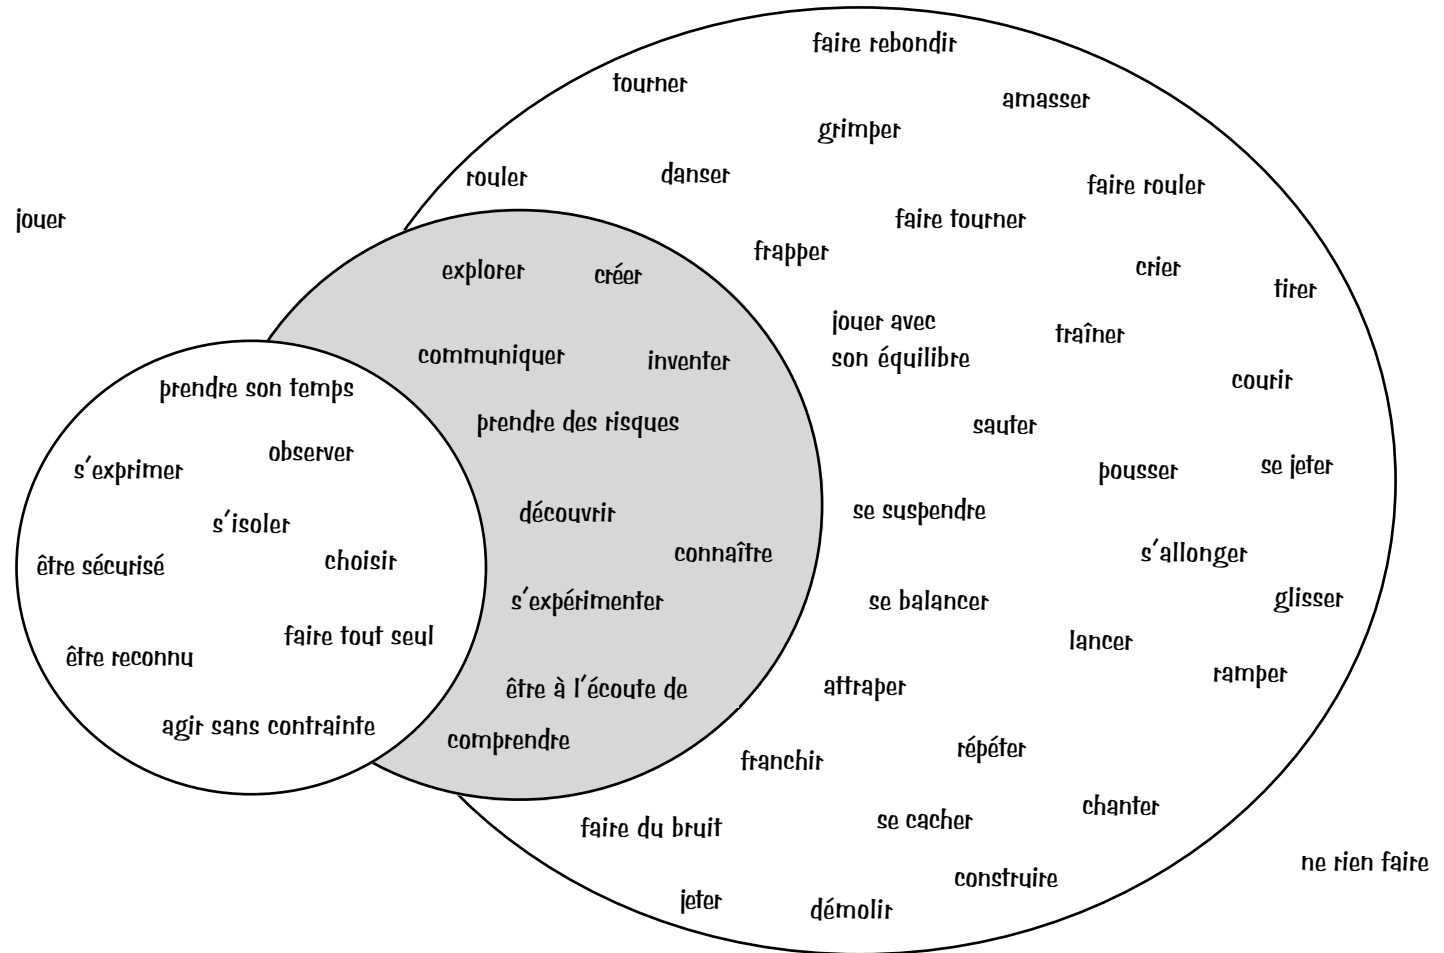 faire rebondir
tourner
amasser
grimper
rouler
danser
faire rouler
jouer
faire tourner
frapper
explorer
créer
crier
tirer
jouer avec
son équilibre
traîner
communiquer
inventer
courir
prendre son temps
prendre des risques
sauter
observer
s'exprimer
pousser
se jeter
découvrir
se suspendre
s'isoler
connaître
s'allonger
être sécurisé
choisir
s'expérimenter
se balancer
glisser
faire tout seul
lancer
être reconnu
ramper
être à l'écoute de
attraper
agir sans contrainte
comprendre
franchir
répéter
chanter
faire du bruit
se cacher
ne rien faire
construire
jeter
démolir